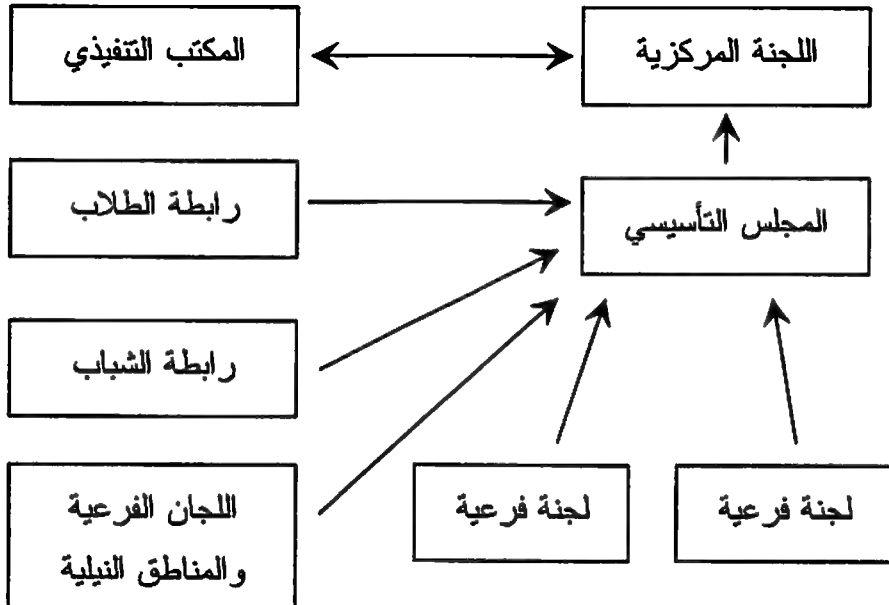 اللجنة المركزية
المكتب التنفيذي
المجلس التأسيسي
رابطة الطلاب
رابطة الشباب
لجنة فرعية
لجنة فرعية
اللجان الفرعية
والمناطق النيلية